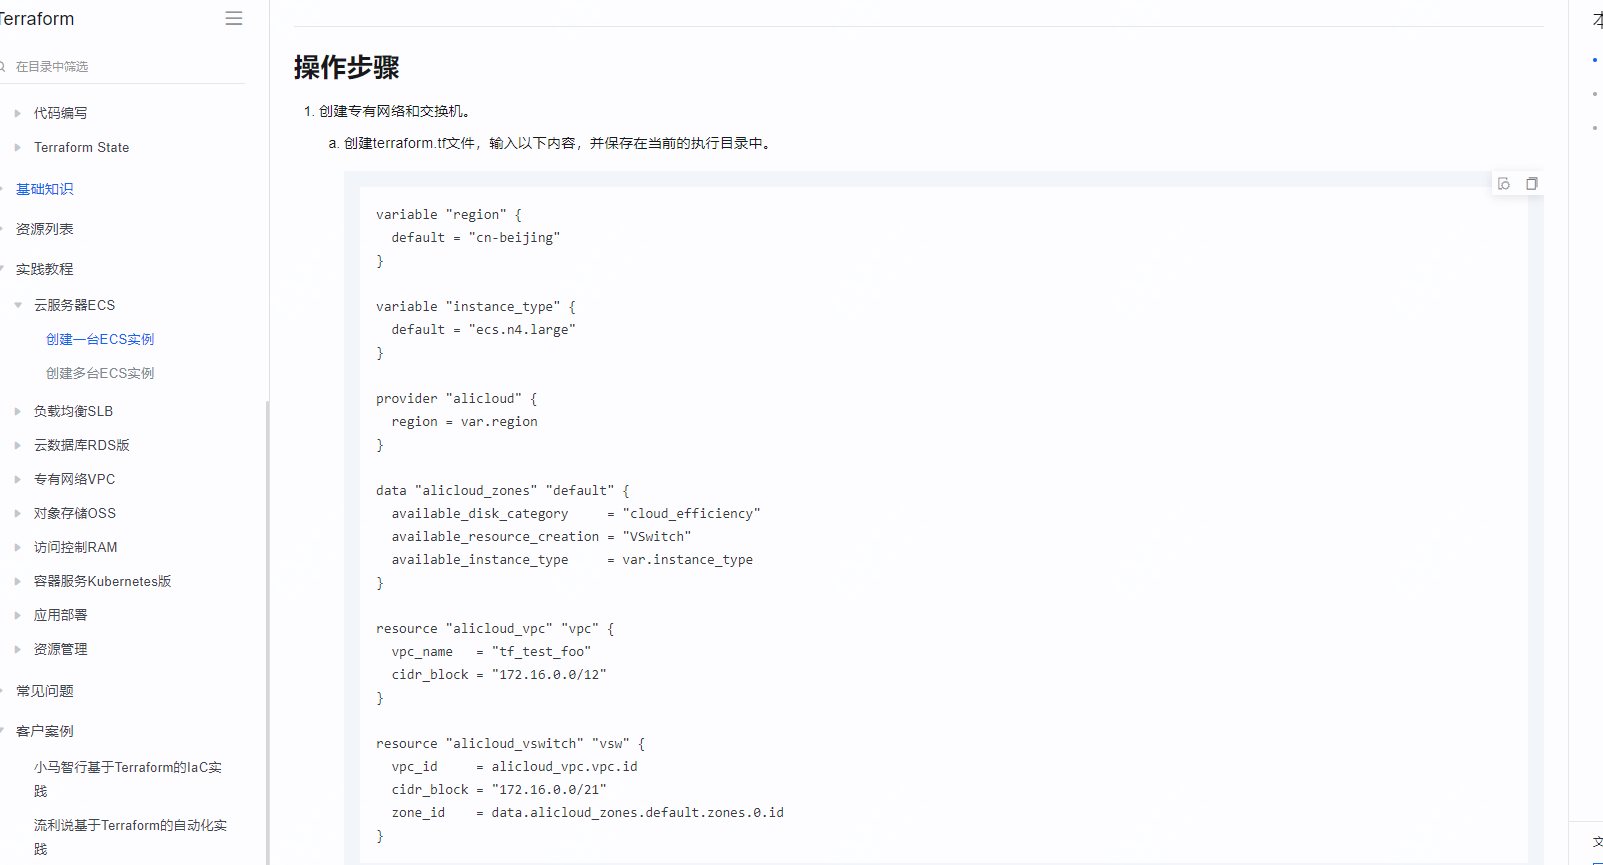 Terraform
在目录中筛选
代码编写
Terraform State
基础知识
资源列表
实践教程
云服务器ECS
创建一台ECS实例
创建多台ECS实例
负载均衡SLB
云数据库RDS版
专有网络VPC
对象存储OSS
访问控制RAM
容器服务Kubernetes版
应用部署
资源管理
常见问题
客户案例
小马智行基于Terraform的IaC实
践
流利说基于Terraform的自动化实
践
操作步骤
1. 创建专有网络和交换机。
a. 创建terraform.tf文件，输入以下内容，并保存在当前的执行目录中。
variable "region" {
  default = "cn-beijing"
}
variable "instance_type" {
  default = "ecs.n4.large"
}
provider "alicloud" {
  region = var.region
}
data "alicloud_zones" "default" {
  available_disk_category     = "cloud_efficiency"
  available_resource_creation = "VSwitch"
  available_instance_type     = var.instance_type
}
resource "alicloud_vpc" "vpc" {
  vpc_name   = "tf_test_foo"
  cidr_block = "172.16.0.0/12"
}
resource "alicloud_vswitch" "vsw" {
  vpc_id     = alicloud_vpc.vpc.id
  cidr_block = "172.16.0.0/21"
  zone_id    = data.alicloud_zones.default.zones.0.id
}